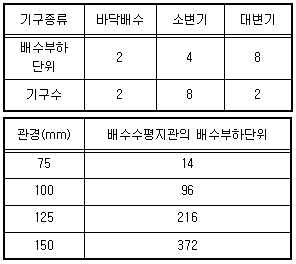 기구종류 바닥배수 소변기 대변기
배수부하
단위 2 4 8
기구수 2 8 2
관경(mm) 배수수평지관의 배수부하단위
75 14
100 96
125 216
150 372